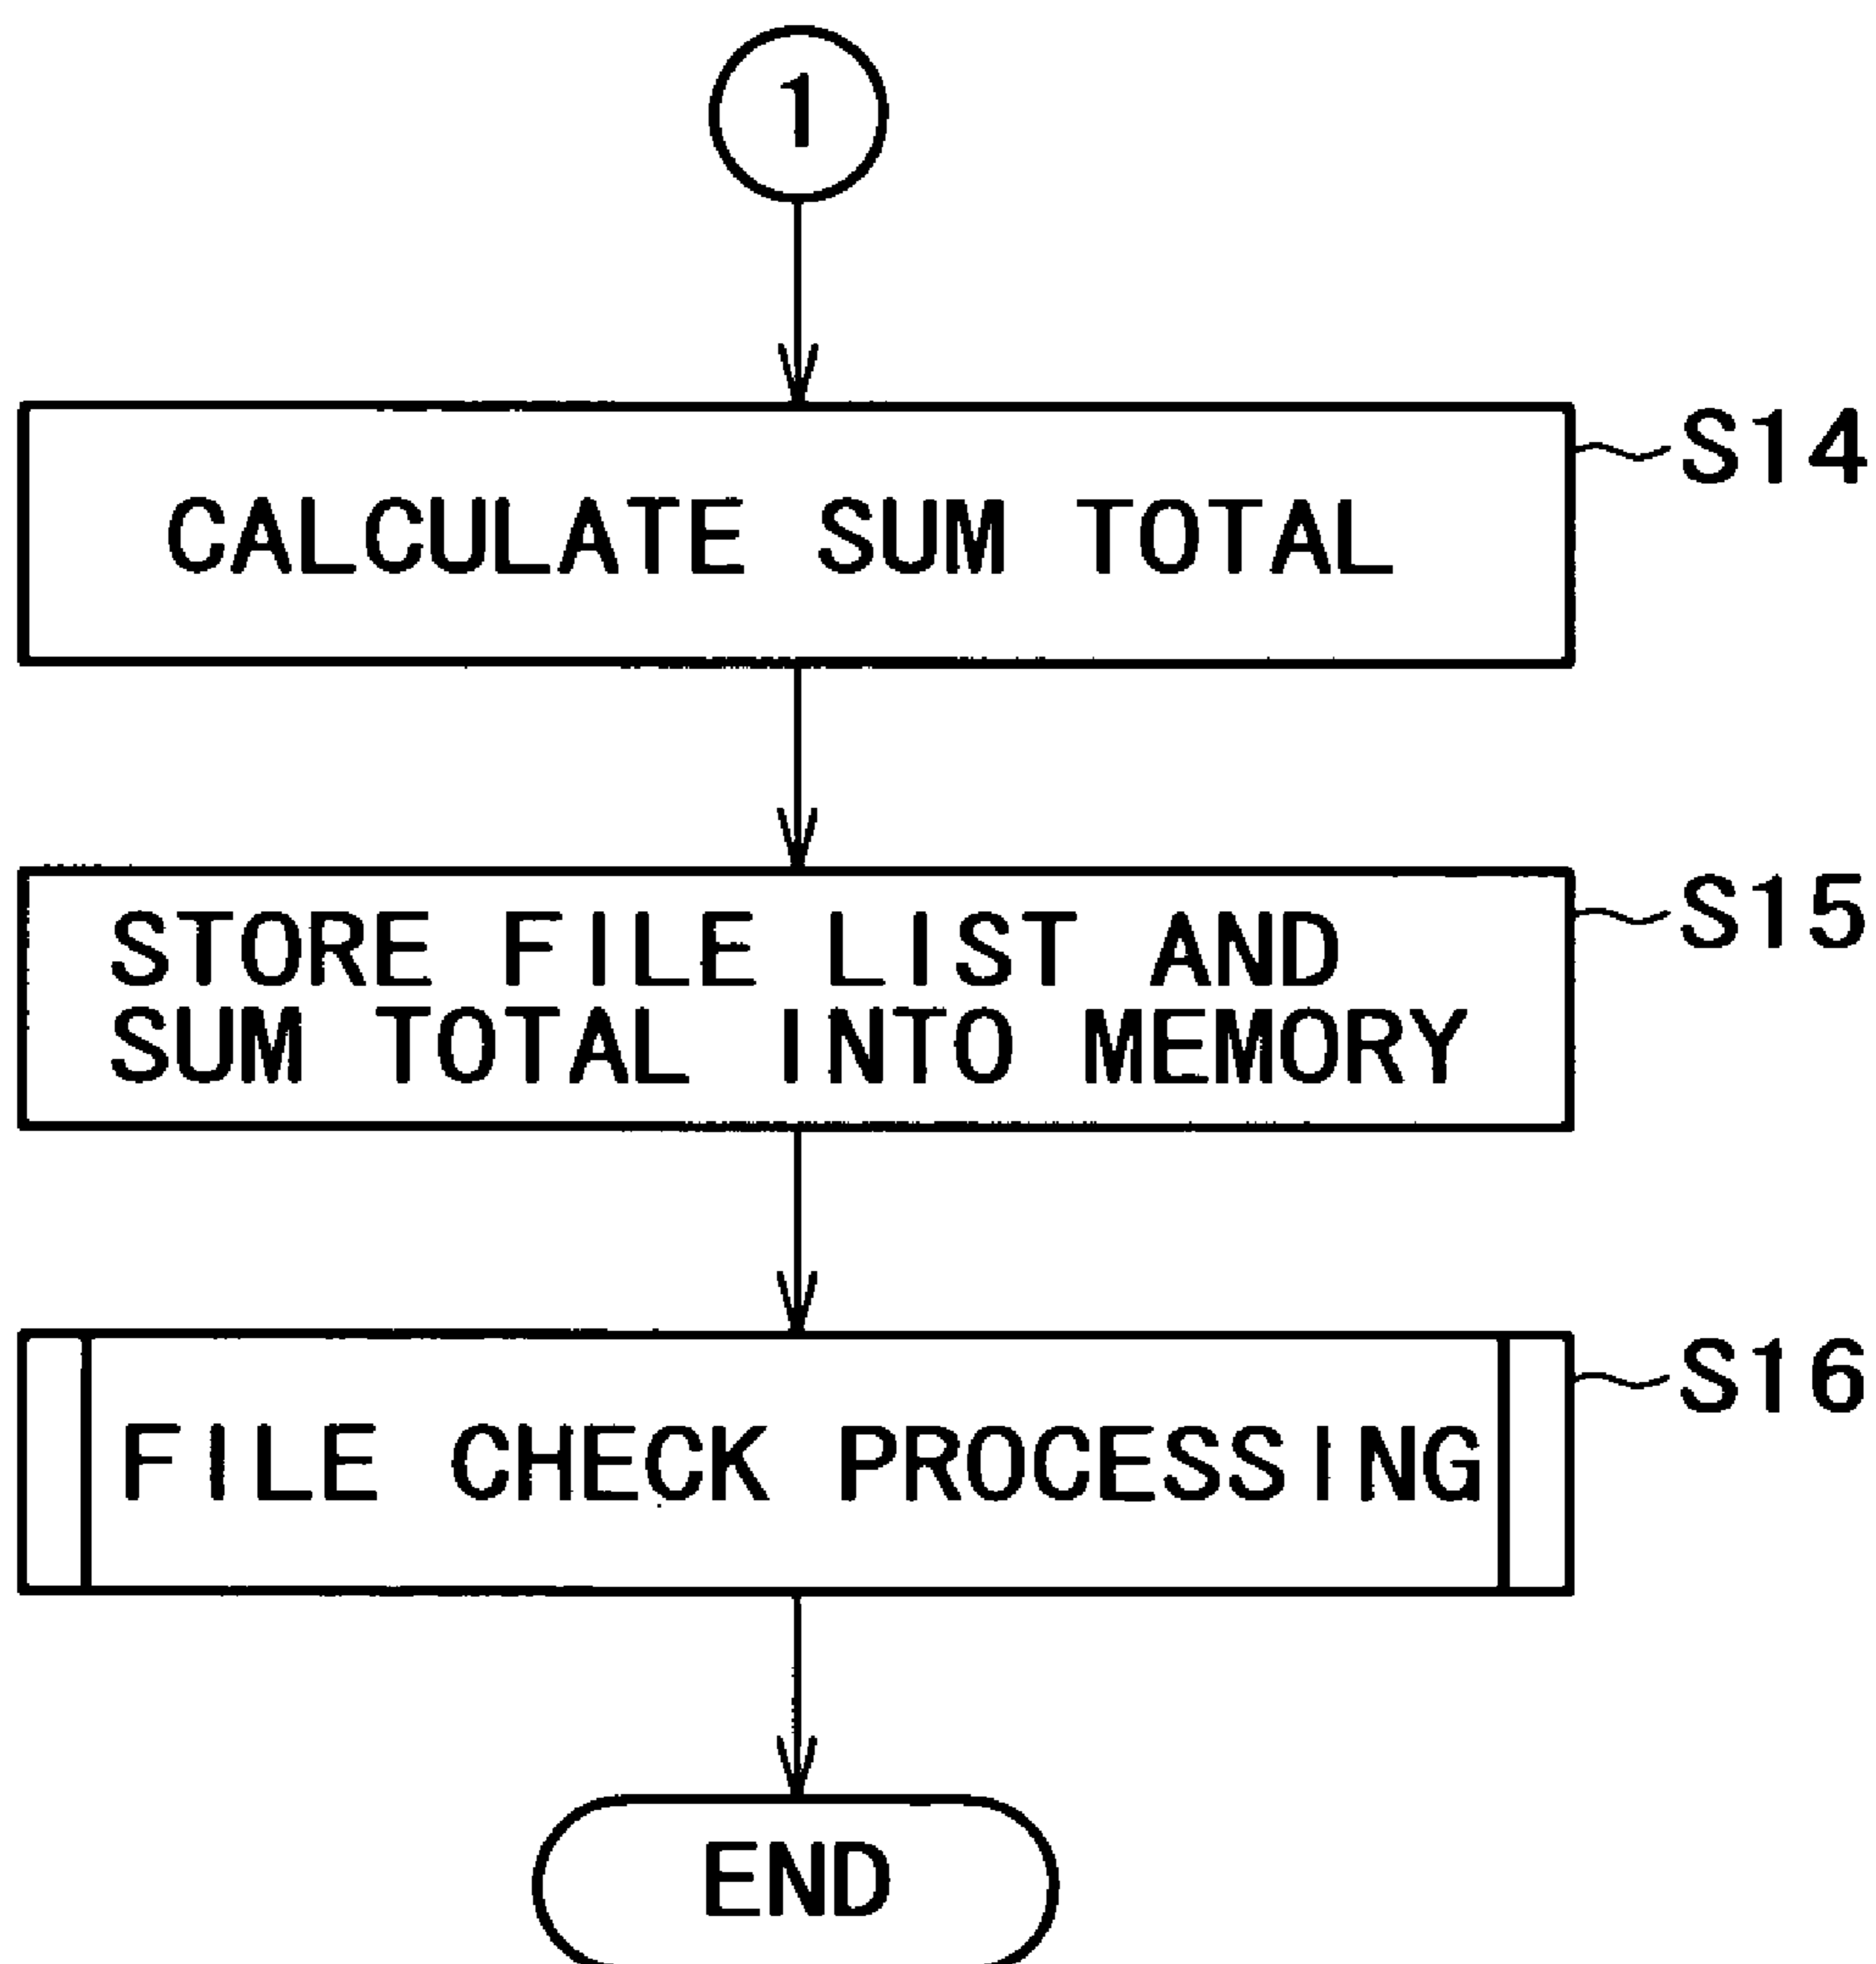 1
CALCULATE SUM TOTAL
S14
STORE FILE LIST AND
SUM TOTAL INTO MEMORY
S15
FILE CHECK PROCESSING
S16
END